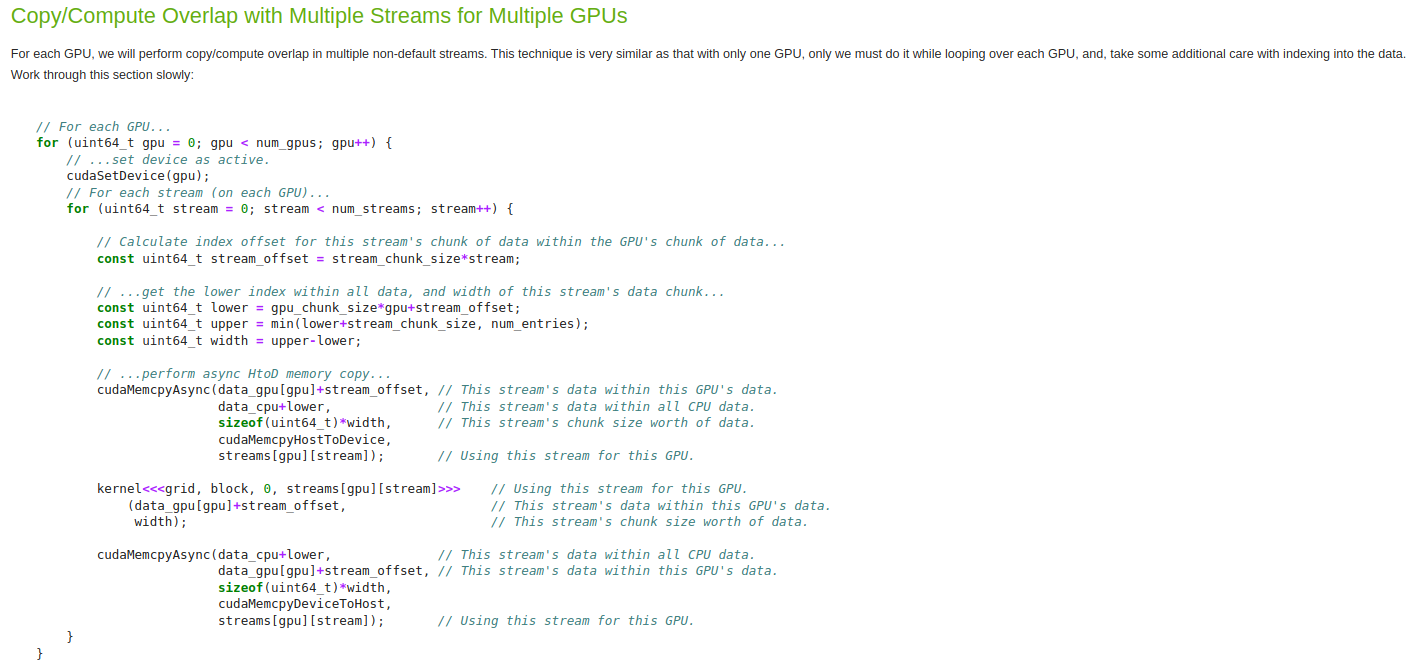 Copy/Compute Overlap with Multiple Streams for Multiple GPUs
For each GPU, we will perform copy/compute overlap in multiple non-default streams. This technique is very similar as that with only one GPU, only we must do it while looping over each GPU, and, take some additional care with indexing into the data.
Work through this section slowly:
// For each GPU...
for (uint64_t gpu = 0; gpu < num_gpus; gpu++) {
    // ...set device as active.
    cudaSetDevice(gpu);
    // For each stream (on each GPU)...
    for (uint64_t stream = 0; stream < num_streams; stream++) {
        // Calculate index offset for this stream's chunk of data within the GPU's chunk of data...
        const uint64_t stream_offset = stream_chunk_size*stream;
        // ...get the lower index within all data, and width of this stream's data chunk...
        const uint64_t lower = gpu_chunk_size*gpu+stream_offset;
        const uint64_t upper = min(lower+stream_chunk_size, num_entries);
        const uint64_t width = upper-lower;
        // ...perform async HtoD memory copy...
        cudaMemcpyAsync(data_gpu[gpu]+stream_offset, // This stream's data within this GPU's data.
                        data_cpu+lower,              // This stream's data within all CPU data.
                        sizeof(uint64_t)*width,      // This stream's chunk size worth of data.
                        cudaMemcpyHostToDevice,
                        streams[gpu][stream]);       // Using this stream for this GPU.
        kernel<<<grid, block, 0, streams[gpu][stream]>>>    // Using this stream for this GPU.
            (data_gpu[gpu]+stream_offset,                   // This stream's data within this GPU's data.
             width);                                        // This stream's chunk size worth of data.
        cudaMemcpyAsync(data_cpu+lower,              // This stream's data within all CPU data.
                        data_gpu[gpu]+stream_offset, // This stream's data within this GPU's data.
                        sizeof(uint64_t)*width,
                        cudaMemcpyDeviceToHost,
                        streams[gpu][stream]);       // Using this stream for this GPU.
    }
}